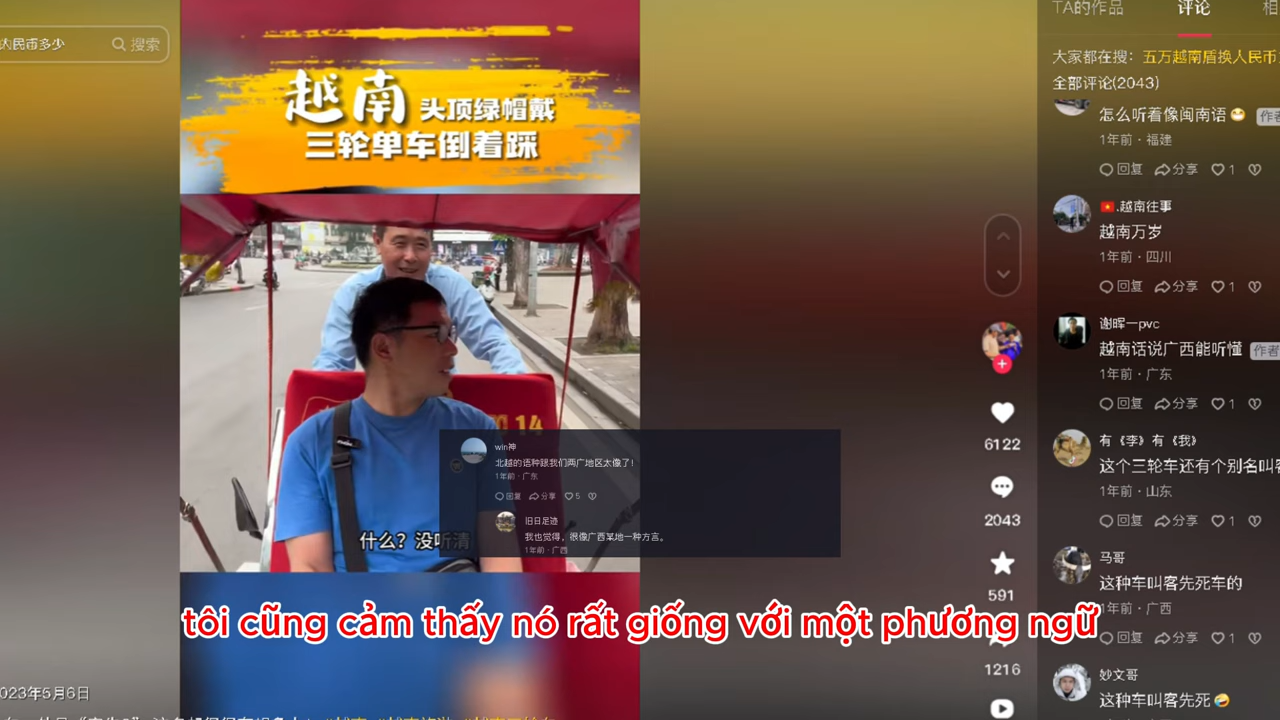 人民币多少
搜索
越南 头顶绿帽戴
三轮单车倒着踩
14
什么？没听清
win神
北越的语种跟我们两广地区太像了！
1年前·广东
回复 分享 5
旧日足迹
我也觉得，很像广西某地一种方言。
1年前·广西
tôi cũng cảm thấy nó rất giống với một phương ngữ
2023年5月6日
6122
2043
591
1216
TA的作品 评论 相
大家都在搜：五万越南盾换人民币
全部评论(2043)
怎么听着像闽南语 作者
1年前·福建
回复 分享 1
.越南往事
越南万岁
1年前·四川
回复 分享 1
谢晖一pvc
越南话说广西能听懂 作者
1年前·广东
回复 分享 1
有《李》有《我》
这个三轮车还有个别名叫客
1年前·山东
回复 分享 1
马哥
这种车叫客先死车的
1年前·广西
回复 分享 1
妙文哥
这种车叫客先死